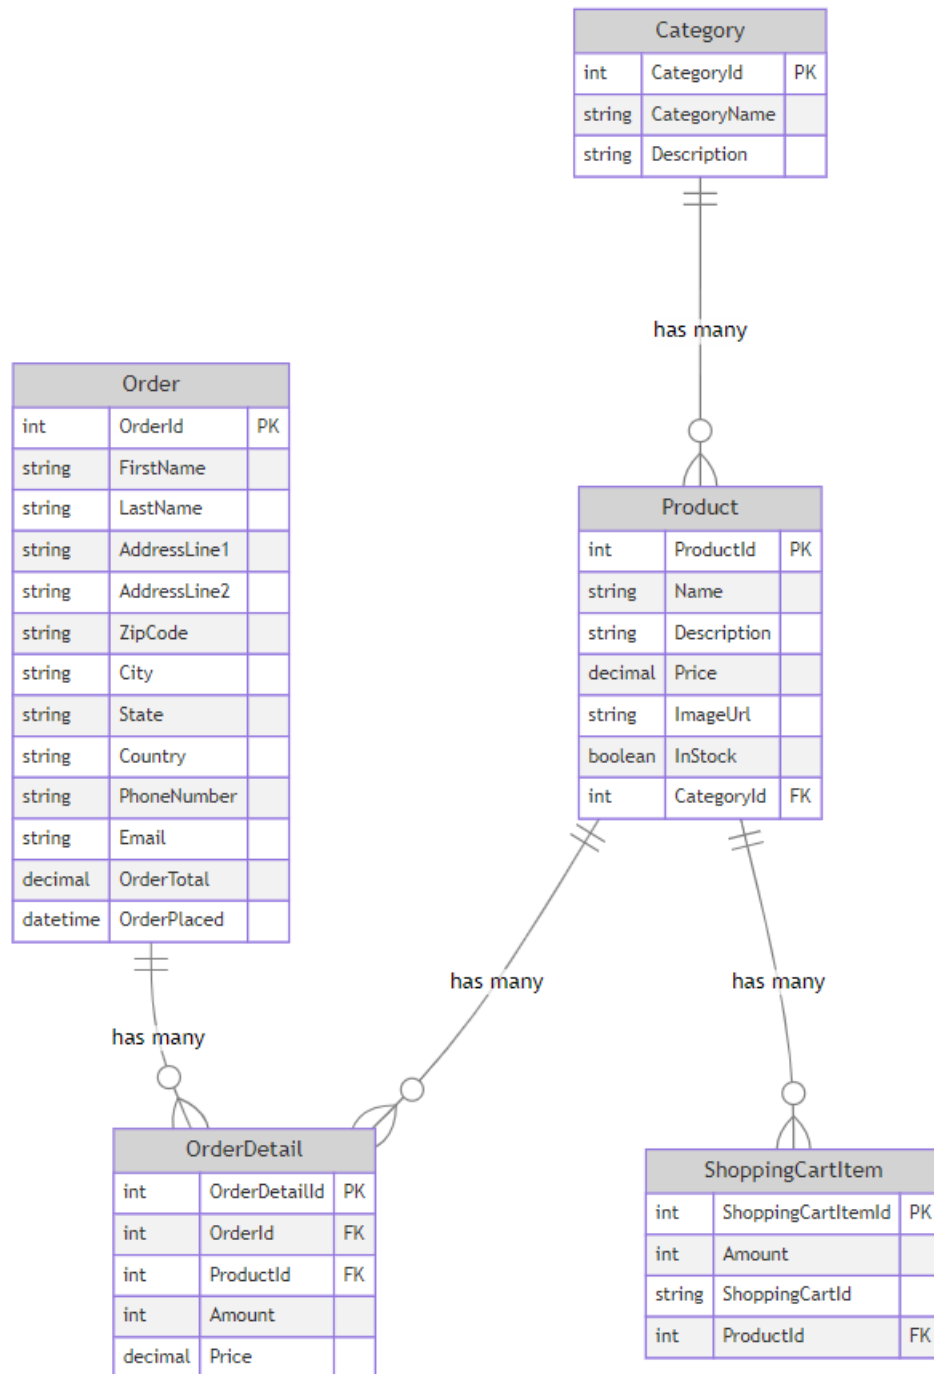 Category
int CategoryId PK
string CategoryName
string Description
has many
Order
int OrderId PK
string FirstName
string LastName
string AddressLine1
string AddressLine2
string ZipCode
string City
string State
string Country
string PhoneNumber
string Email
decimal OrderTotal
datetime OrderPlaced
Product
int ProductId PK
string Name
string Description
decimal Price
string ImageUrl
boolean InStock
int CategoryId FK
has many
has many
has many
OrderDetail
int OrderDetailId PK
int OrderId FK
int ProductId FK
int Amount
decimal Price
ShoppingCartItem
int ShoppingCartItemId PK
int Amount
string ShoppingCartId
int ProductId FK